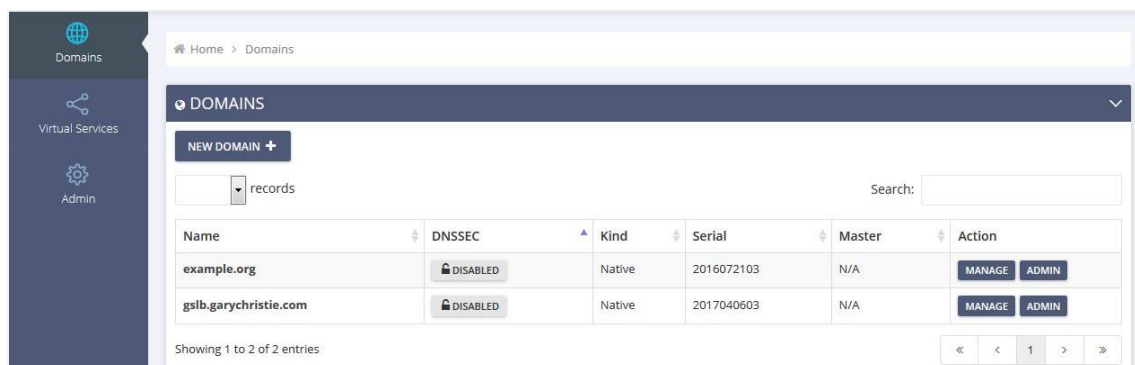 Domains
Virtual Services
Admin
Home > Domains
DOMAINS
NEW DOMAIN +
records
Search:
Name DNSSEC Kind Serial Master Action
example.org DISABLED Native 2016072103 N/A MANAGE ADMIN
gslb.garychristie.com DISABLED Native 2017040603 N/A MANAGE ADMIN
Showing 1 to 2 of 2 entries
« < 1 > »